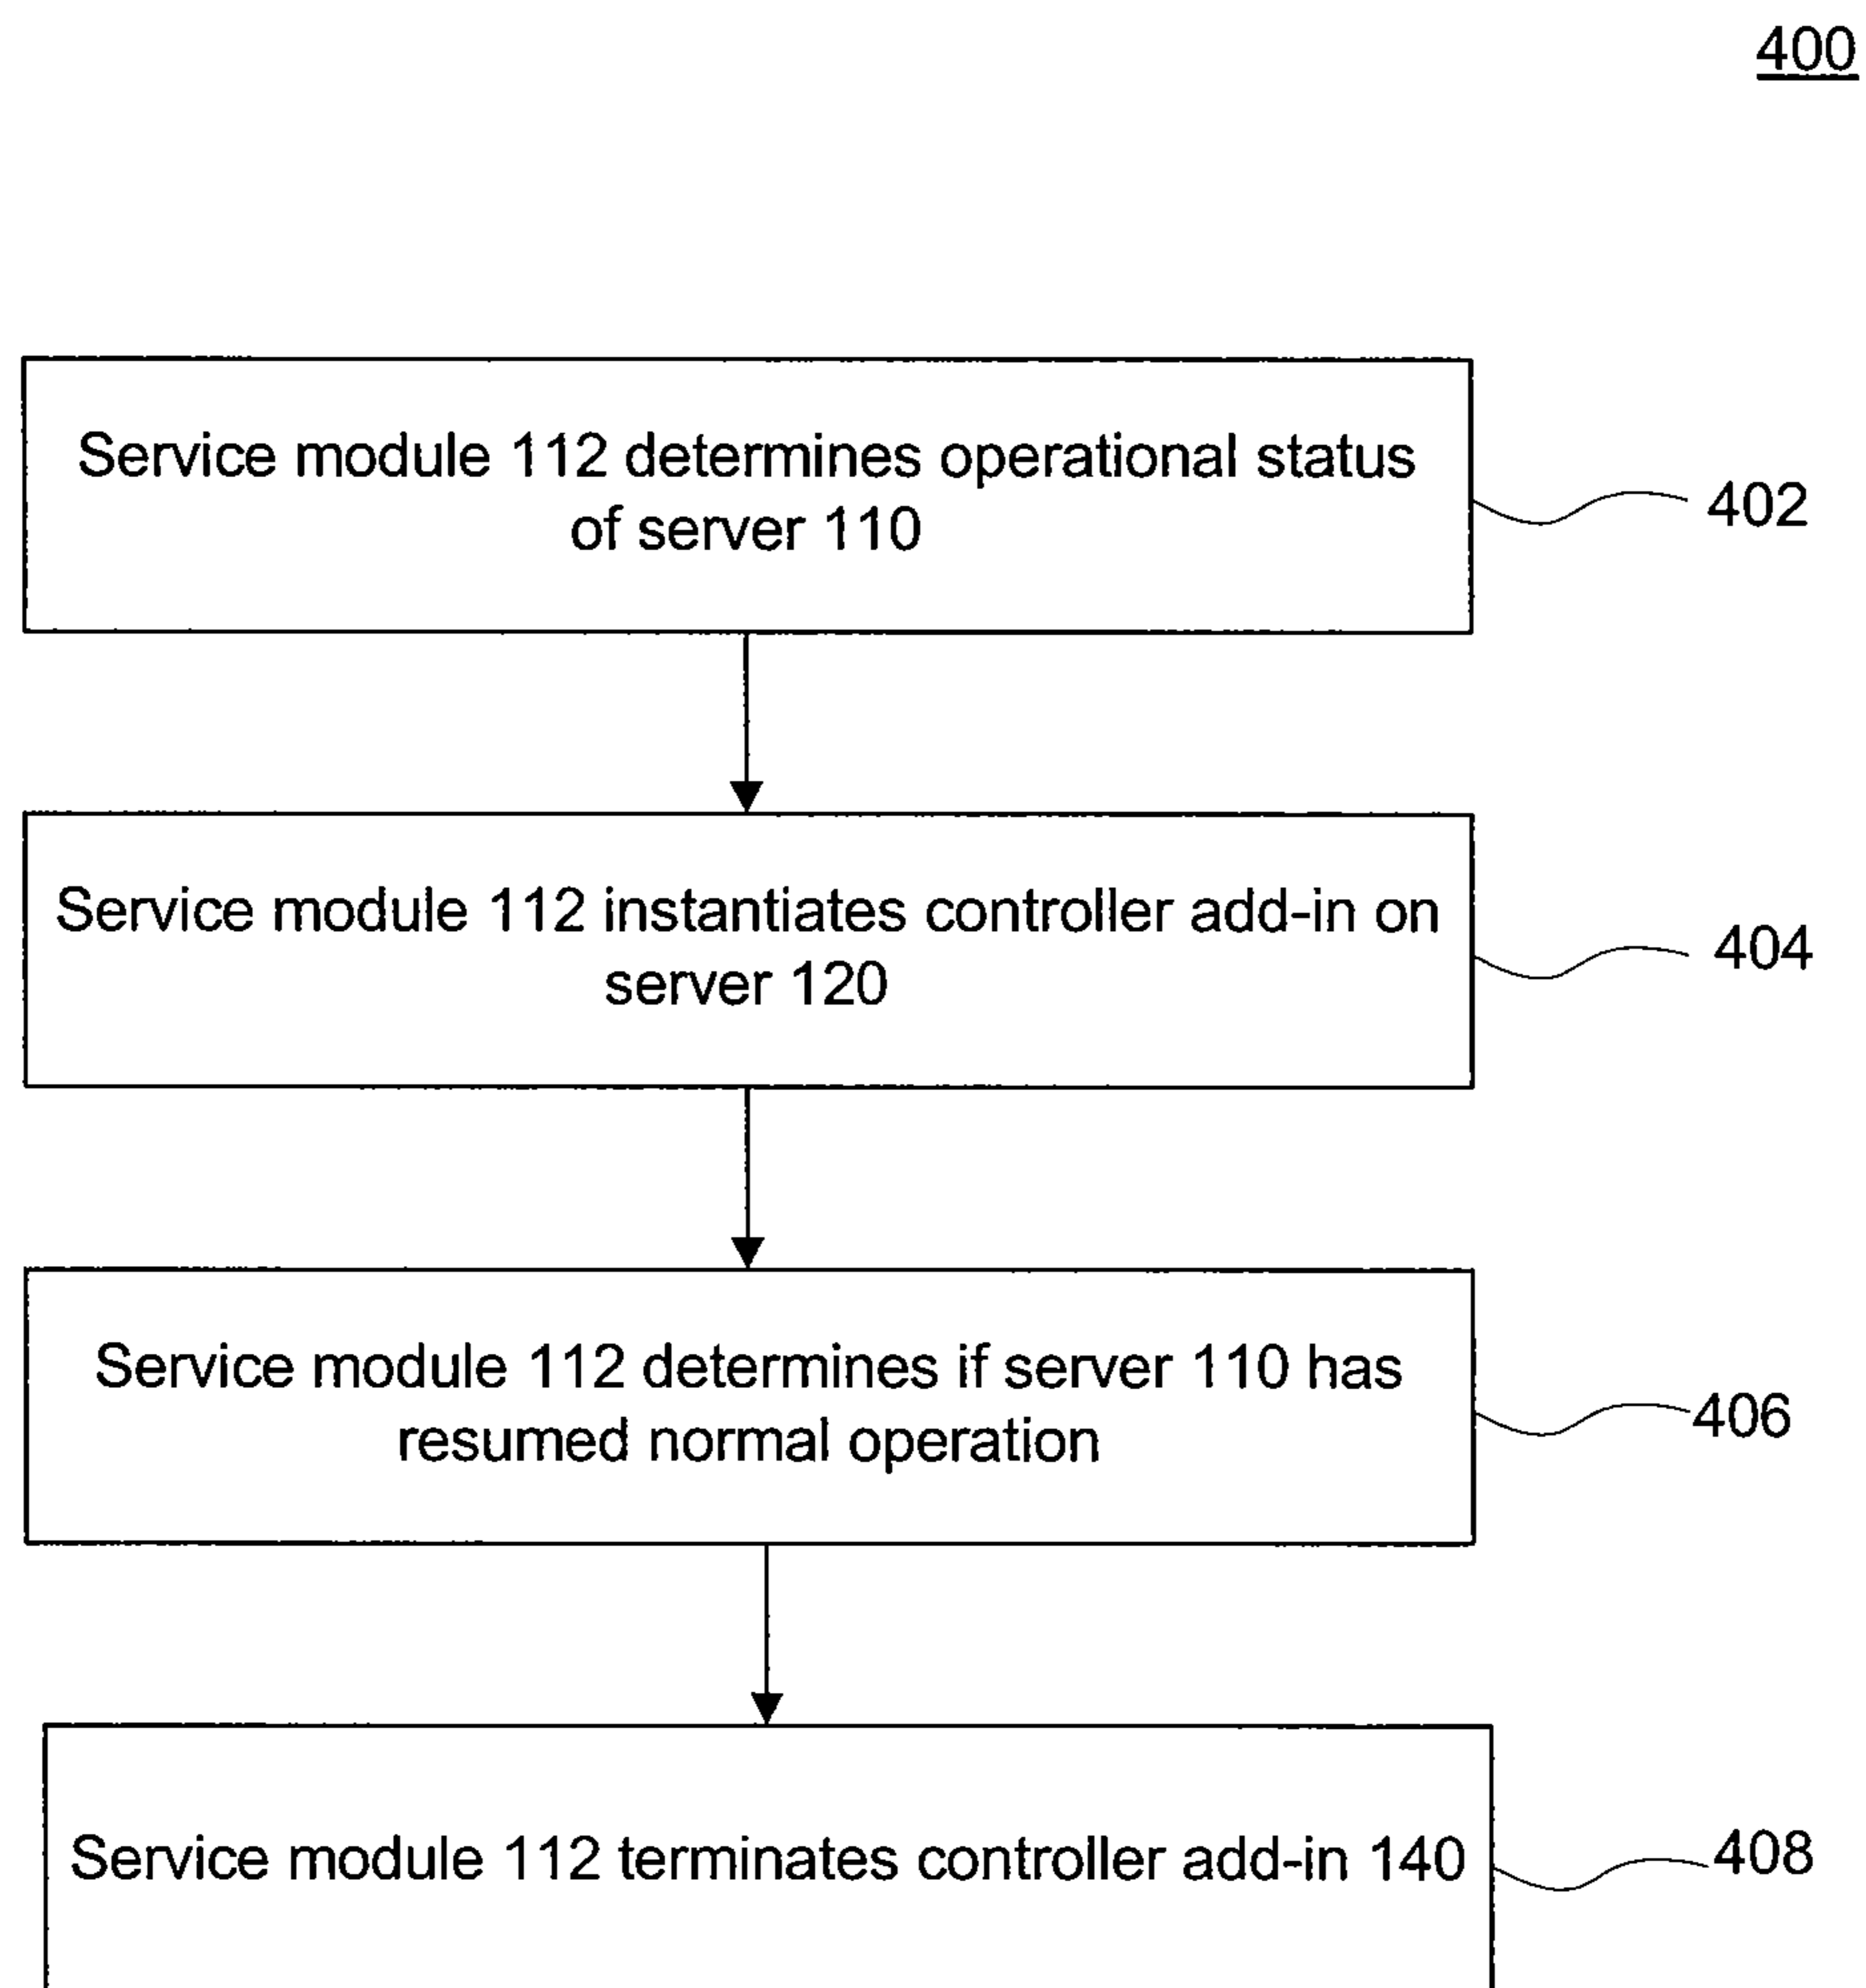 400
Service module 112 determines operational status
of server 110
402
Service module 112 instantiates controller add-in on
server 120
404
Service module 112 determines if server 110 has
resumed normal operation
406
Service module 112 terminates controller add-in 140
408